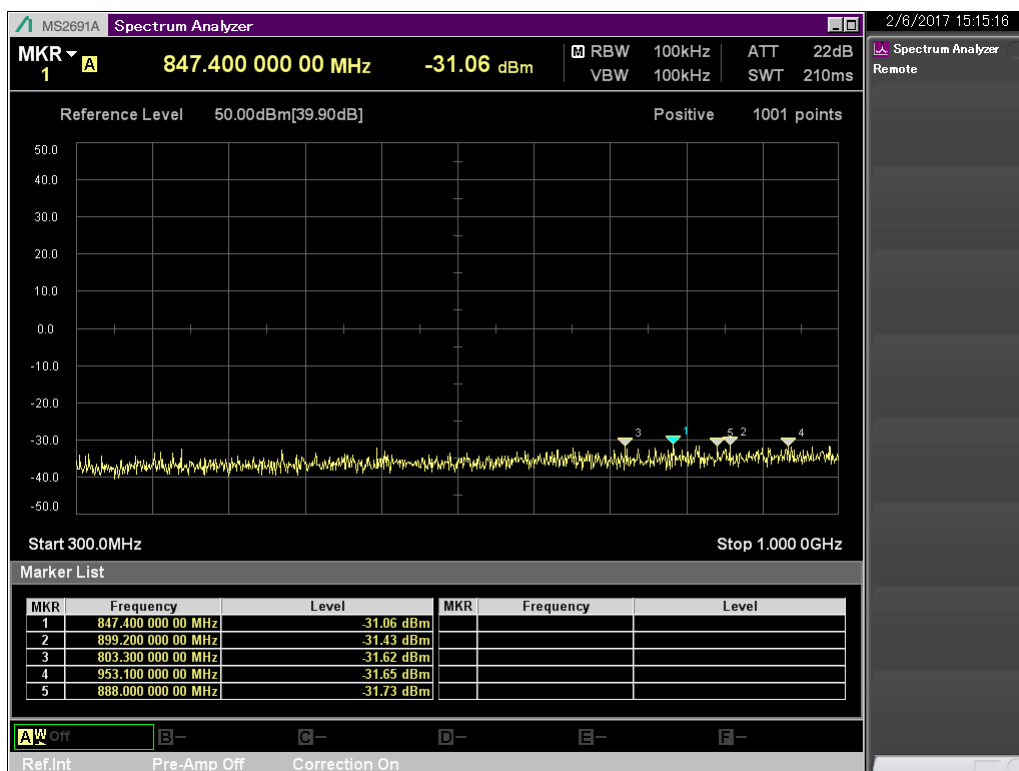 MS2691A Spectrum Analyzer 2/6/2017 15:15:16
MKR A 847.400 000 00 MHz -31.06 dBm M RBW 100kHz ATT 22dB
1 VBW 100kHz SWT 210ms
Spectrum Analyzer
Remote
Reference Level 50.00dBm[39.90dB] Positive 1001 points
50.0
40.0
30.0
20.0
10.0
0.0
-10.0
-20.0
-30.0
-40.0
-50.0
3 1 5 2 4
Start 300.0MHz Stop 1.000 0GHz
Marker List
MKR Frequency Level MKR Frequency Level
1 847.400 000 00 MHz -31.06 dBm
2 899.200 000 00 MHz -31.43 dBm
3 803.300 000 00 MHz -31.62 dBm
4 953.100 000 00 MHz -31.65 dBm
5 888.000 000 00 MHz -31.73 dBm
A W Off B- C- D- E- F-
Ref.Int Pre-Amp Off Correction On